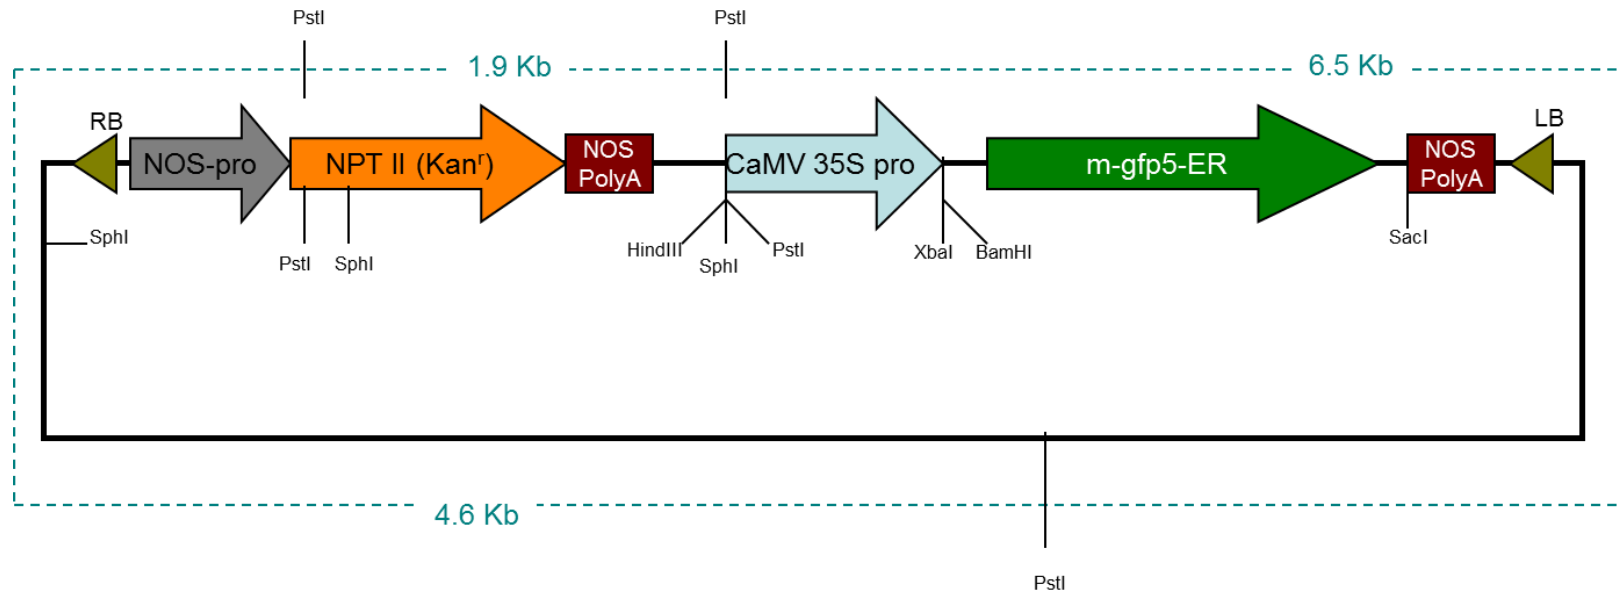 PstI
PstI
1.9 Kb
6.5 Kb
RB
LB
NOS-pro
NPT II (Kanʳ)
NOS
PolyA
CaMV 35S pro
m-gfp5-ER
NOS
PolyA
SphI
PstI
SphI
HindIII
SphI
PstI
XbaI
BamHI
SacI
4.6 Kb
PstI